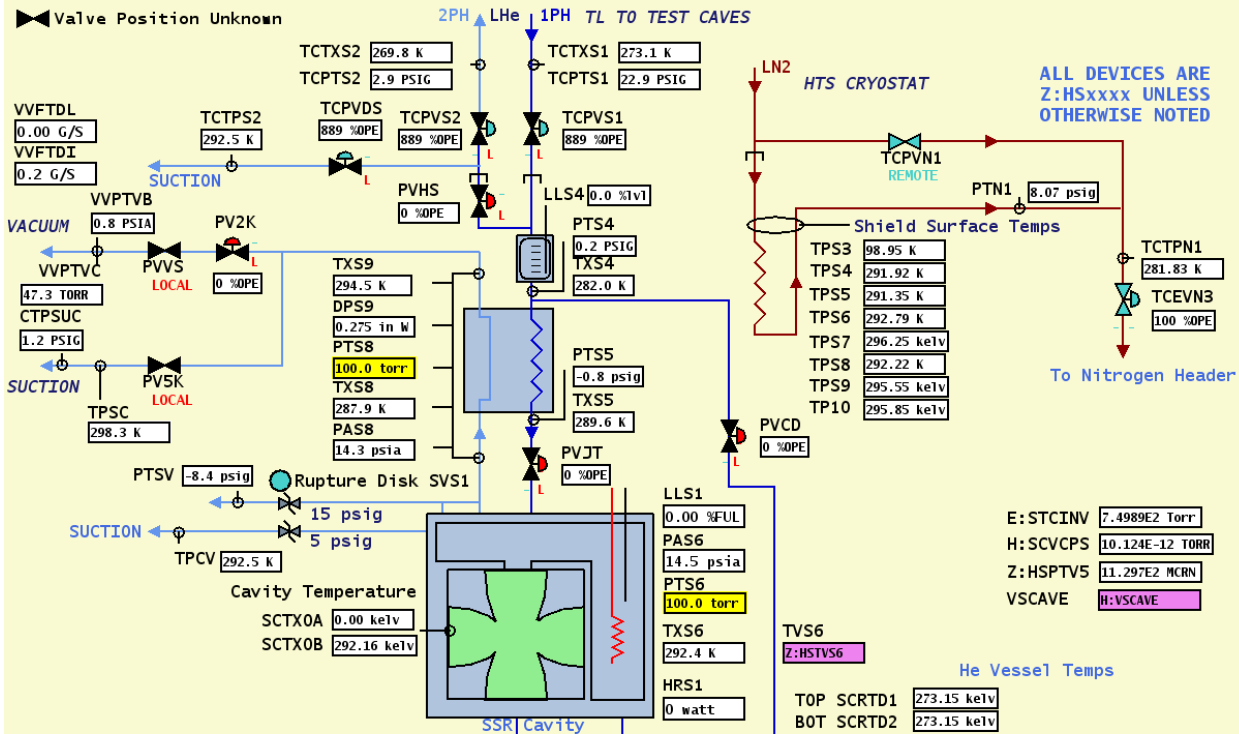 Valve Position Unknown
2PH LHe 1PH TL TO TEST CAVES
TCTXS2 269.8 K
TCPTS2 2.9 PSIG
TCTXS1 273.1 K
TCPTS1 22.9 PSIG
LN2
HTS CRYOSTAT
ALL DEVICES ARE
Z:HSxxxx UNLESS
OTHERWISE NOTED
VVFTDL
0.00 G/S
VVFTDI
0.2 G/S
TCTPS2
292.5 K
TCPVDS
889 %OPE
L
TCPVS2
889 %OPE
L
TCPVS1
889 %OPE
L
SUCTION
TCPVN1
REMOTE
PTN1
8.07 psig
PVHS
0 %OPE
L
LLS4 0.0 %lvl
PTS4
0.2 PSIG
TXS4
282.0 K
VVPTVB
0.8 PSIA
VACUUM
PV2K
0 %OPE
L
VVPTVC
47.3 TORR
PVVS
LOCAL
CTPSUC
1.2 PSIG
SUCTION
PV5K
LOCAL
TPSC
298.3 K
TXS9
294.5 K
DPS9
0.275 in W
PTS8
100.0 torr
TXS8
287.9 K
PAS8
14.3 psia
PTS5
-0.8 psig
TXS5
289.6 K
Shield Surface Temps
TPS3 98.95 K
TPS4 291.92 K
TPS5 291.35 K
TPS6 292.79 K
TPS7 296.25 kelv
TPS8 292.22 K
TPS9 295.55 kelv
TP10 295.85 kelv
TCTPN1
281.83 K
TCEVN3
100 %OPE
To Nitrogen Header
PVCD
0 %OPE
L
PVJT
0 %OPE
L
PTSV -8.4 psig
Rupture Disk SVS1
15 psig
SUCTION
5 psig
TPCV 292.5 K
LLS1
0.00 %FUL
PAS6
14.5 psia
PTS6
100.0 torr
TXS6
292.4 K
HRS1
0 watt
TVS6
Z:HSTVS6
Cavity Temperature
SCTX0A 0.00 kelv
SCTX0B 292.16 kelv
SSR Cavity
E:STCINV 7.4989E2 Torr
H:SCVCPS 10.124E-12 TORR
Z:HSPTV5 11.297E2 MCRN
VSCAVE H:VSCAVE
He Vessel Temps
TOP SCRTD1 273.15 kelv
BOT SCRTD2 273.15 kelv